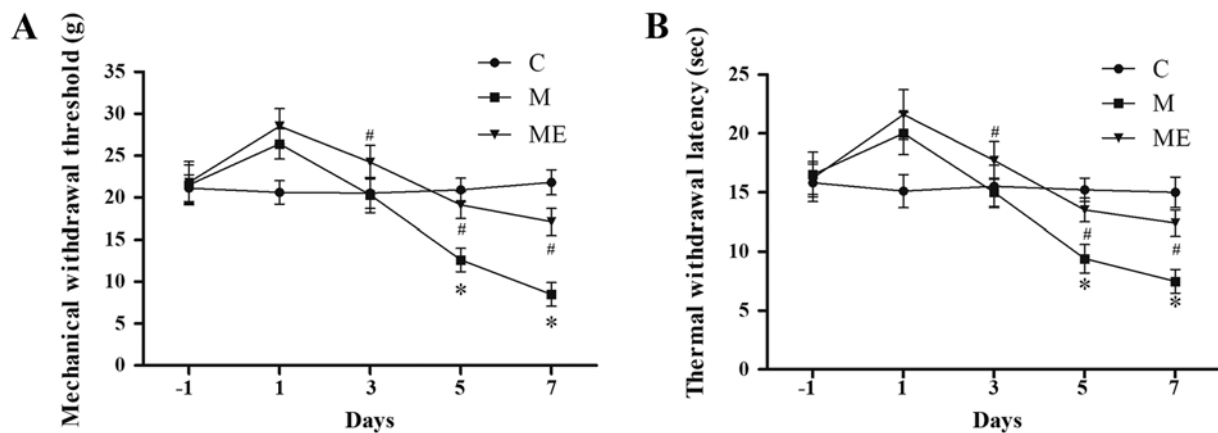 A
Mechanical withdrawal threshold (g)
35
30
25
20
15
10
5
0
C
M
ME
#
#
#
*
*
-1 1 3 5 7
Days
B
Thermal withdrawal latency (sec)
25
20
15
10
5
0
C
M
ME
#
#
#
*
*
-1 1 3 5 7
Days